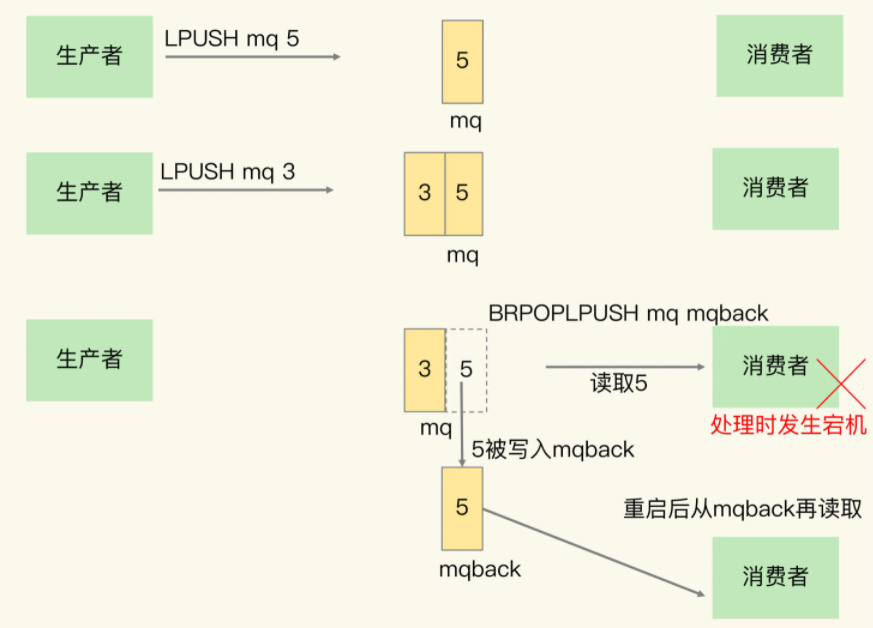 生产者
LPUSH mq 5
5
mq
消费者
生产者
LPUSH mq 3
3 5
mq
消费者
生产者
BRPOPLPUSH mq mqback
3 5
mq
读取5
消费者
处理时发生宕机
5被写入mqback
5
mqback
重启后从mqback再读取
消费者